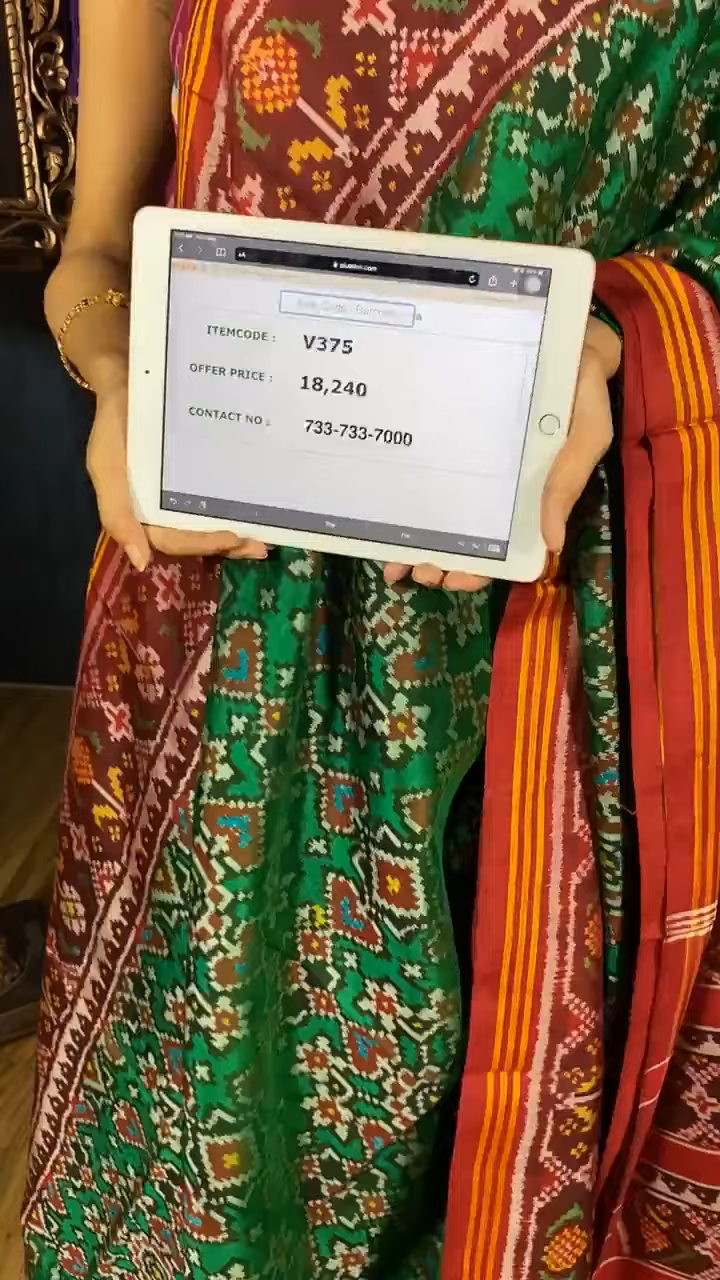 ITEMCODE : V375
OFFER PRICE : 18,240
CONTACT NO : 733-733-7000